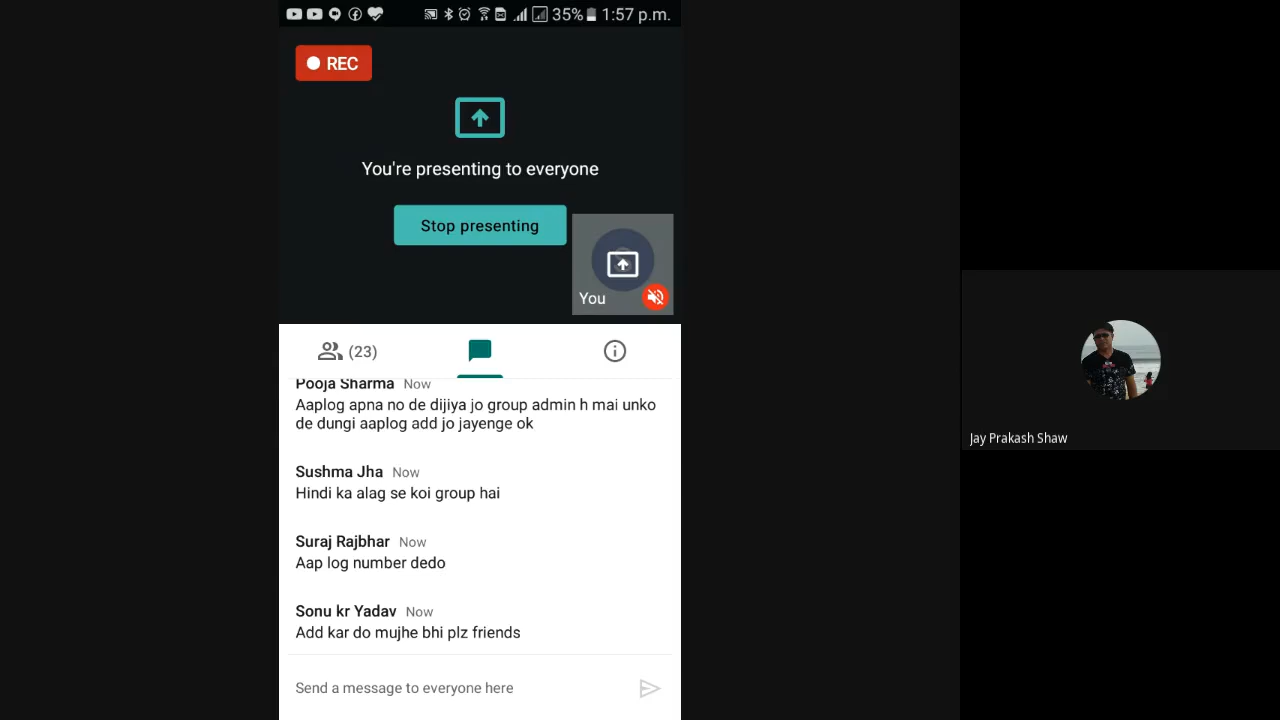 35% 1:57 p.m.
REC
You're presenting to everyone
Stop presenting
You
(23)
Pooja Sharma Now
Aaplog apna no de dijiya jo group admin h mai unko
de dungi aaplog add jo jayenge ok
Sushma Jha Now
Hindi ka alag se koi group hai
Suraj Rajbhar Now
Aap log number dedo
Sonu kr Yadav Now
Add kar do mujhe bhi plz friends
Send a message to everyone here
Jay Prakash Shaw